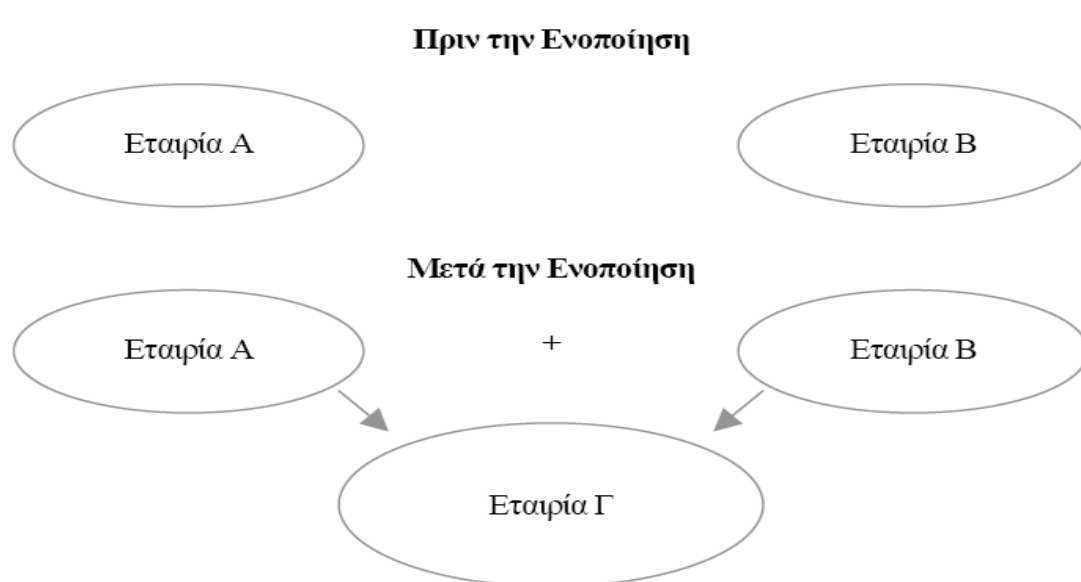 Πριν την Ενοποίηση
Εταιρία Α
Εταιρία Β
Μετά την Ενοποίηση
Εταιρία Α
+
Εταιρία Β
Εταιρία Γ